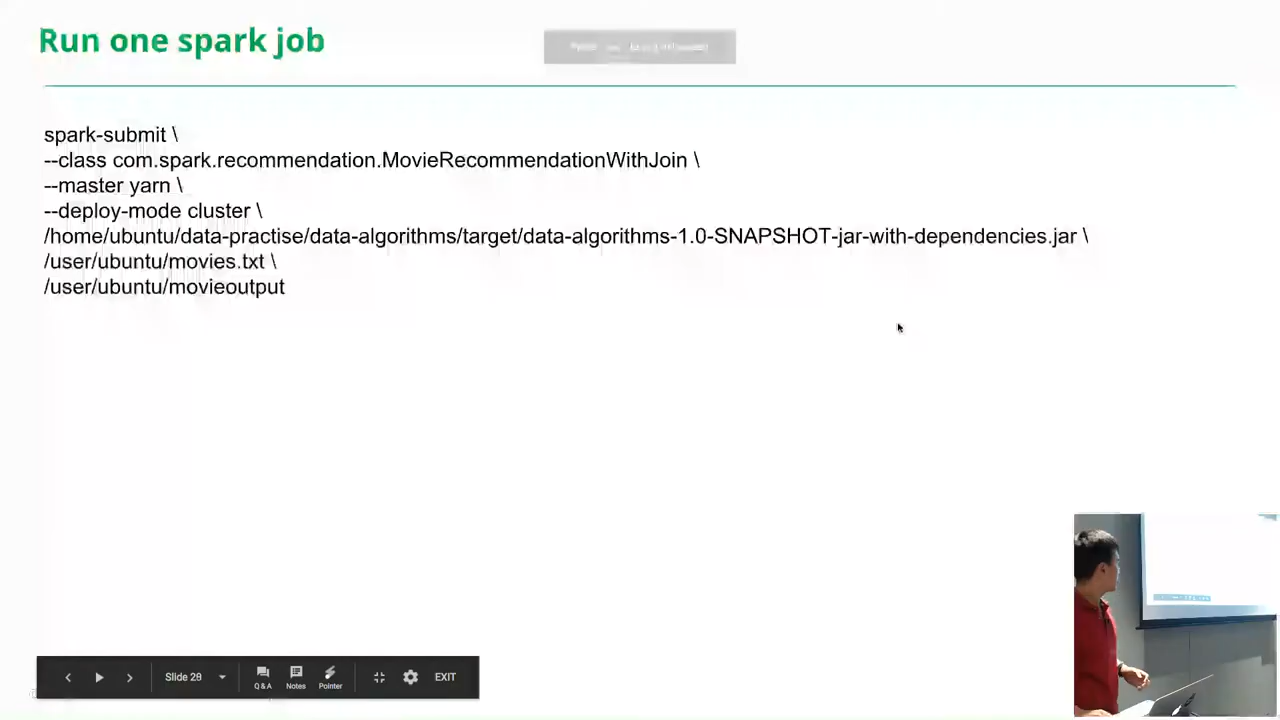 Run one spark job
spark-submit \
--class com.spark.recommendation.MovieRecommendationWithJoin \
--master yarn \
--deploy-mode cluster \
/home/ubuntu/data-practise/data-algorithms/target/data-algorithms-1.0-SNAPSHOT-jar-with-dependencies.jar \
/user/ubuntu/movies.txt \
/user/ubuntu/movieoutput
Slide 29
Q & A
Notes
Pointer
EXIT